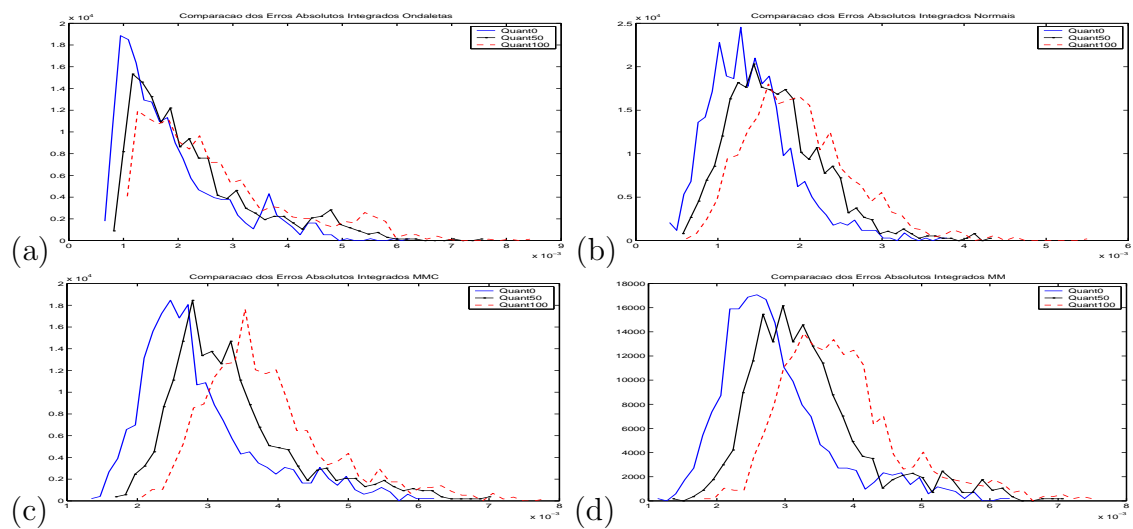 Comparacao dos Erros Absolutos Integrados Ondaletas
x 10⁴
2
1.8
1.6
1.4
1.2
1
0.8
0.6
0.4
0.2
0
Quant0
Quant50
Quant100
0 1 2 3 4 5 6 7 8 9
x 10⁻³
(a)
Comparacao dos Erros Absolutos Integrados Normais
x 10⁴
2.5
2
1.5
1
0.5
0
Quant0
Quant50
Quant100
0 1 2 3 4 5 6
x 10⁻³
(b)
Comparacao dos Erros Absolutos Integrados MMC
x 10⁴
2
1.8
1.6
1.4
1.2
1
0.8
0.6
0.4
0.2
0
Quant0
Quant50
Quant100
1 2 3 4 5 6 7 8
x 10⁻³
(c)
Comparacao dos Erros Absolutos Integrados MM
18000
16000
14000
12000
10000
8000
6000
4000
2000
0
Quant0
Quant50
Quant100
1 2 3 4 5 6 7 8
x 10⁻³
(d)